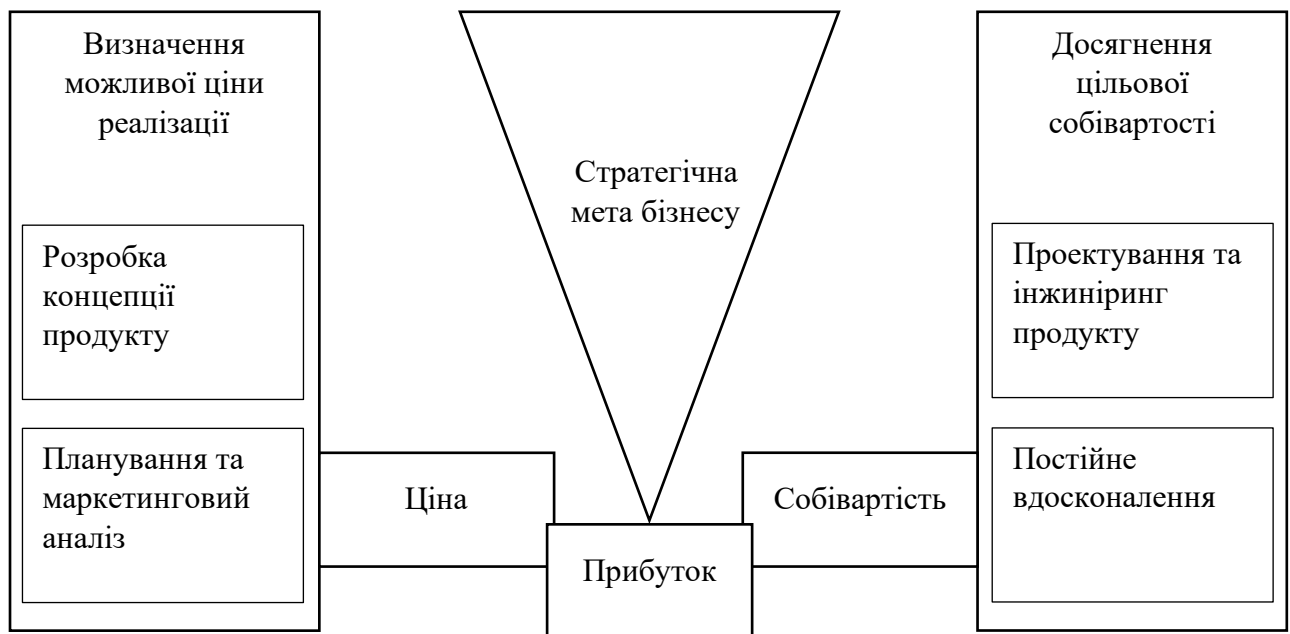 Визначення
можливої ціни
реалізації
Розробка
концепції
продукту
Планування та
маркетинговий
аналіз
Ціна
Стратегічна
мета бізнесу
Прибуток
Собівартість
Досягнення
цільової
собівартості
Проектування та
інжиніринг
продукту
Постійне
вдосконалення